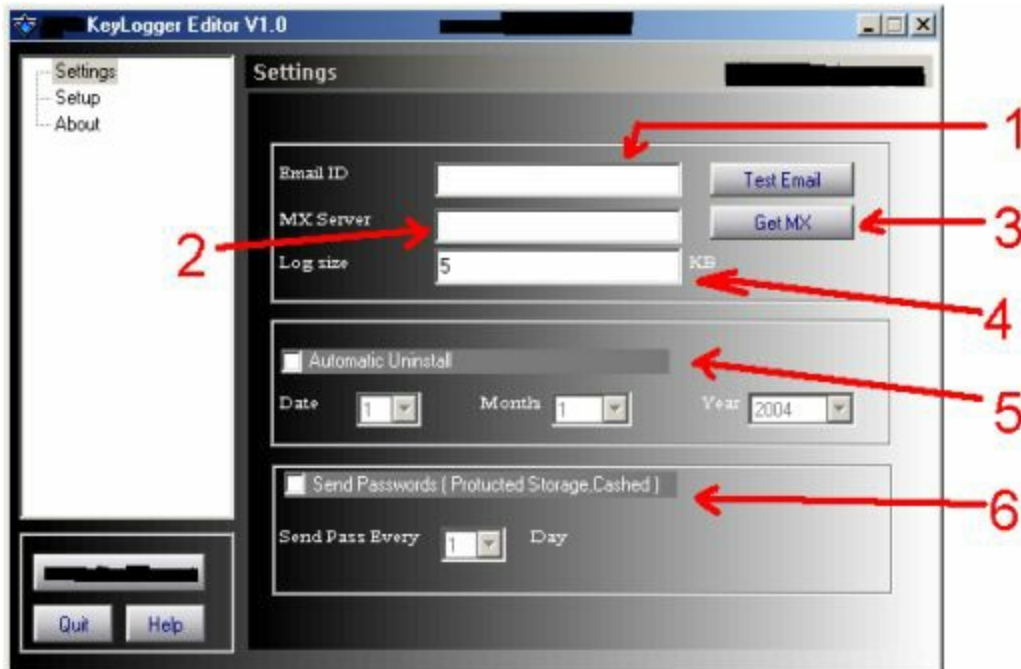 KeyLogger Editor V1.0
Settings
Setup
About
Settings
1
Email ID
Test Email
MX Server
Get MX
3
2
Log size
5
KB
4
Automatic Uninstall
Date
1
Month
1
Year
2004
5
Send Passwords ( Protucted Storage,Cashed )
6
Send Pass Every
1
Day
Quit
Help